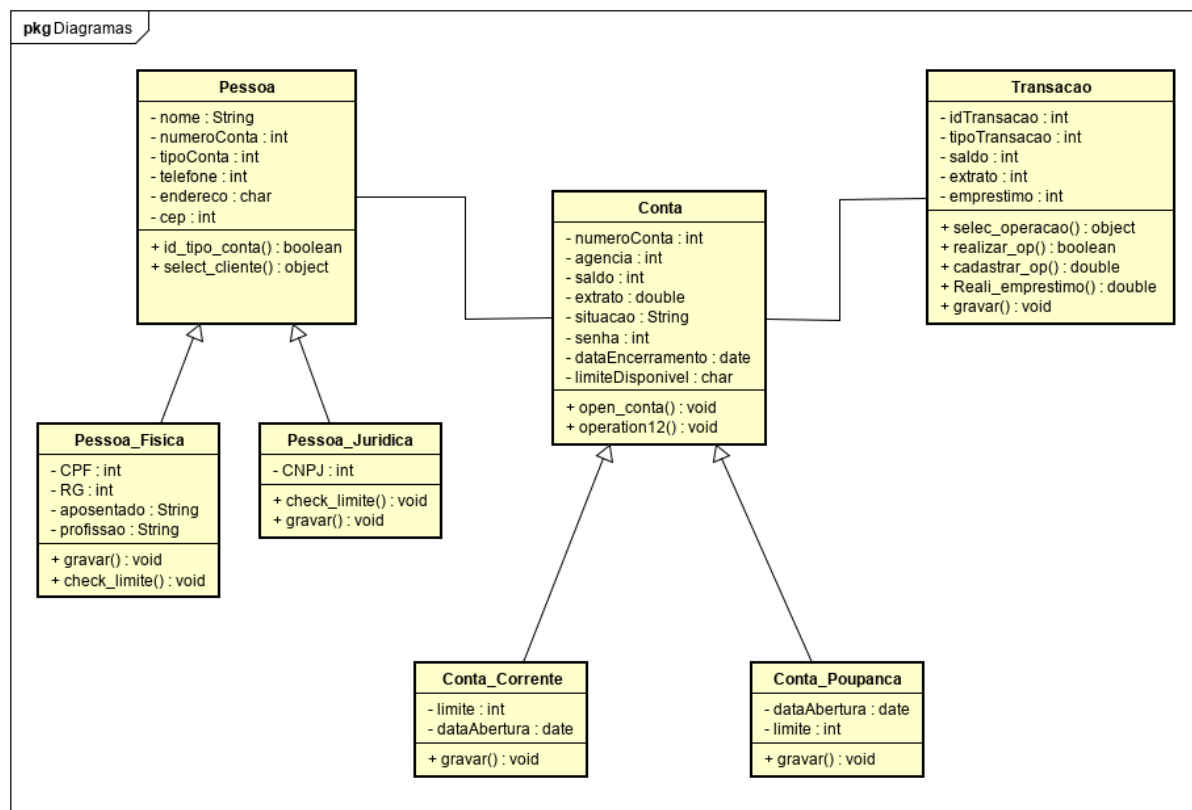 pkg Diagramas
Pessoa
- nome : String
- numeroConta : int
- tipoConta : int
- telefone : int
- endereco : char
- cep : int
+ id_tipo_conta() : boolean
+ select_cliente() : object
Transacao
- idTransacao : int
- tipoTransacao : int
- saldo : int
- extrato : int
- emprestimo : int
+ selec_operacao() : object
+ realizar_op() : boolean
+ cadastrar_op() : double
+ Reali_emprestimo() : double
+ gravar() : void
Conta
- numeroConta : int
- agencia : int
- saldo : int
- extrato : double
- situacao : String
- senha : int
- dataEncerramento : date
- limiteDisponivel : char
+ open_conta() : void
+ operation12() : void
Pessoa_Fisica
- CPF : int
- RG : int
- aposentado : String
- profissao : String
+ gravar() : void
+ check_limite() : void
Pessoa_Juridica
- CNPJ : int
+ check_limite() : void
+ gravar() : void
Conta_Corrente
- limite : int
- dataAbertura : date
+ gravar() : void
Conta_Poupanca
- dataAbertura : date
- limite : int
+ gravar() : void